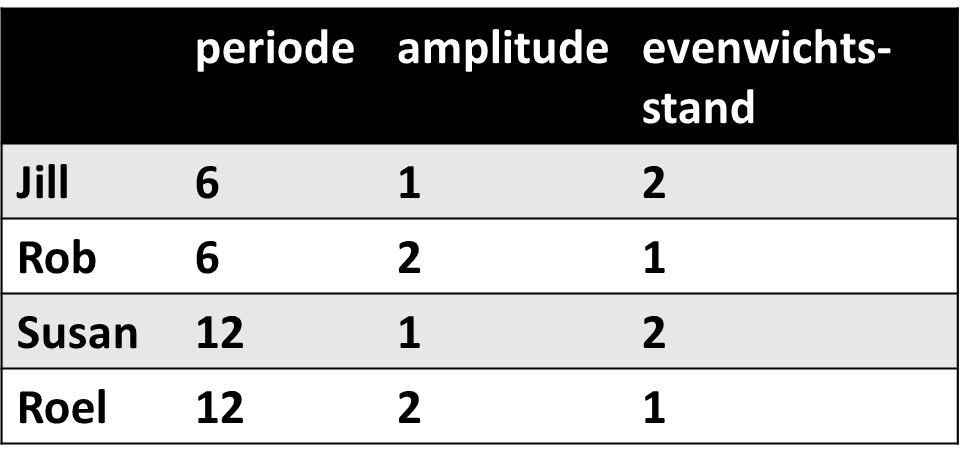 periode amplitude evenwichts-
stand
Jill 6 1 2
Rob 6 2 1
Susan 12 1 2
Roel 12 2 1